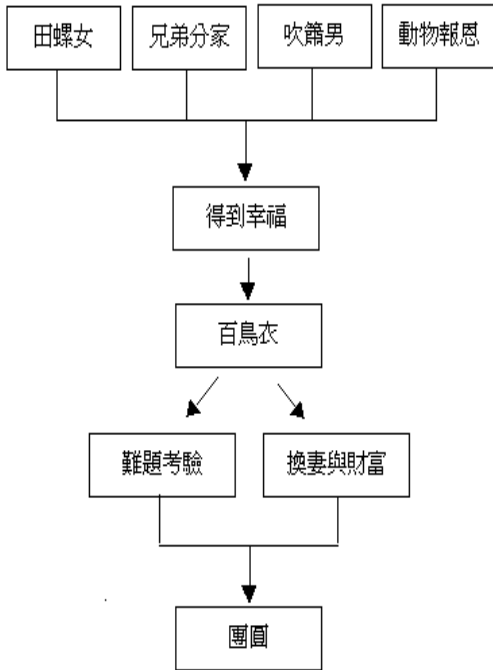 田螺女
兄弟分家
吹簫男
動物報恩
得到幸福
百鳥衣
難題考驗
換妻與財富
團圓